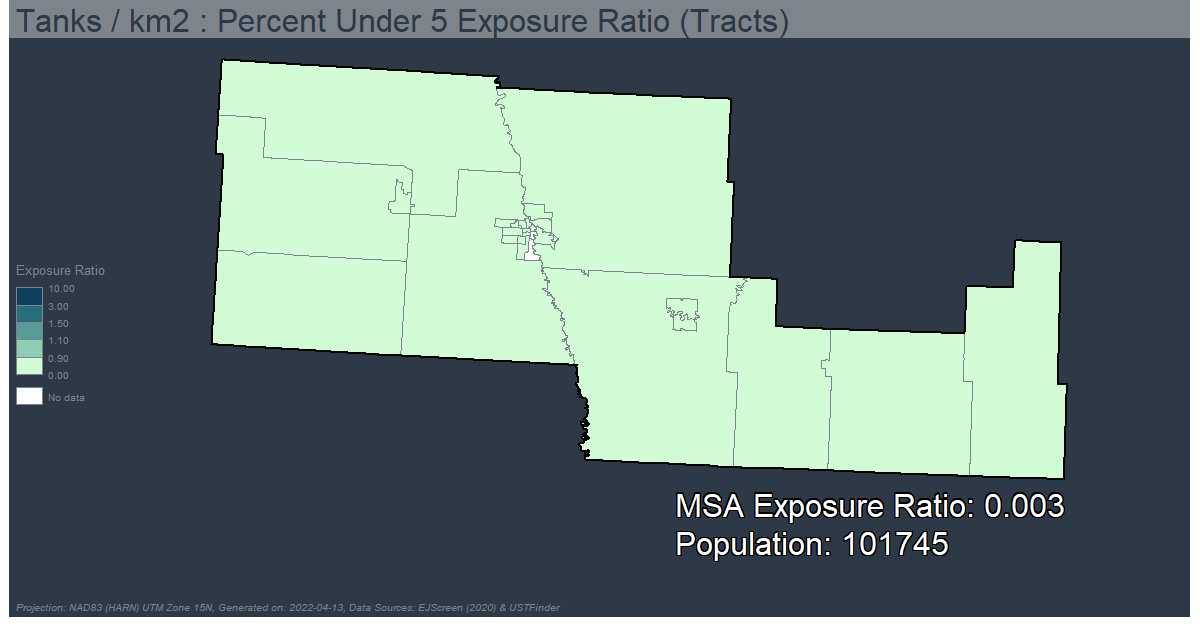 Tanks / km2 : Percent Under 5 Exposure Ratio (Tracts)
Exposure Ratio
10.00
3.00
1.50
1.10
0.90
0.00
No data
MSA Exposure Ratio: 0.003
Population: 101745
Projection: NAD83 (HARN) UTM Zone 15N, Generated on: 2022-04-13, Data Sources: EJScreen (2020) & USTFinder